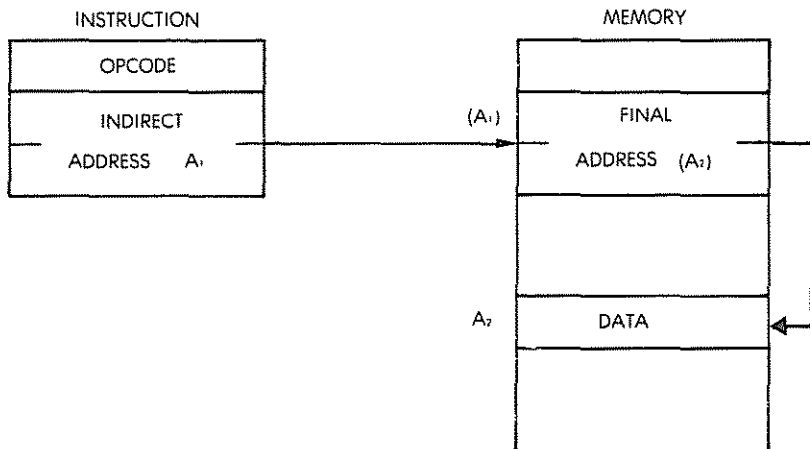 INSTRUCTION
OPCODE
INDIRECT
ADDRESS A₁
MEMORY
(A₁)
FINAL
ADDRESS (A₂)
A₂
DATA